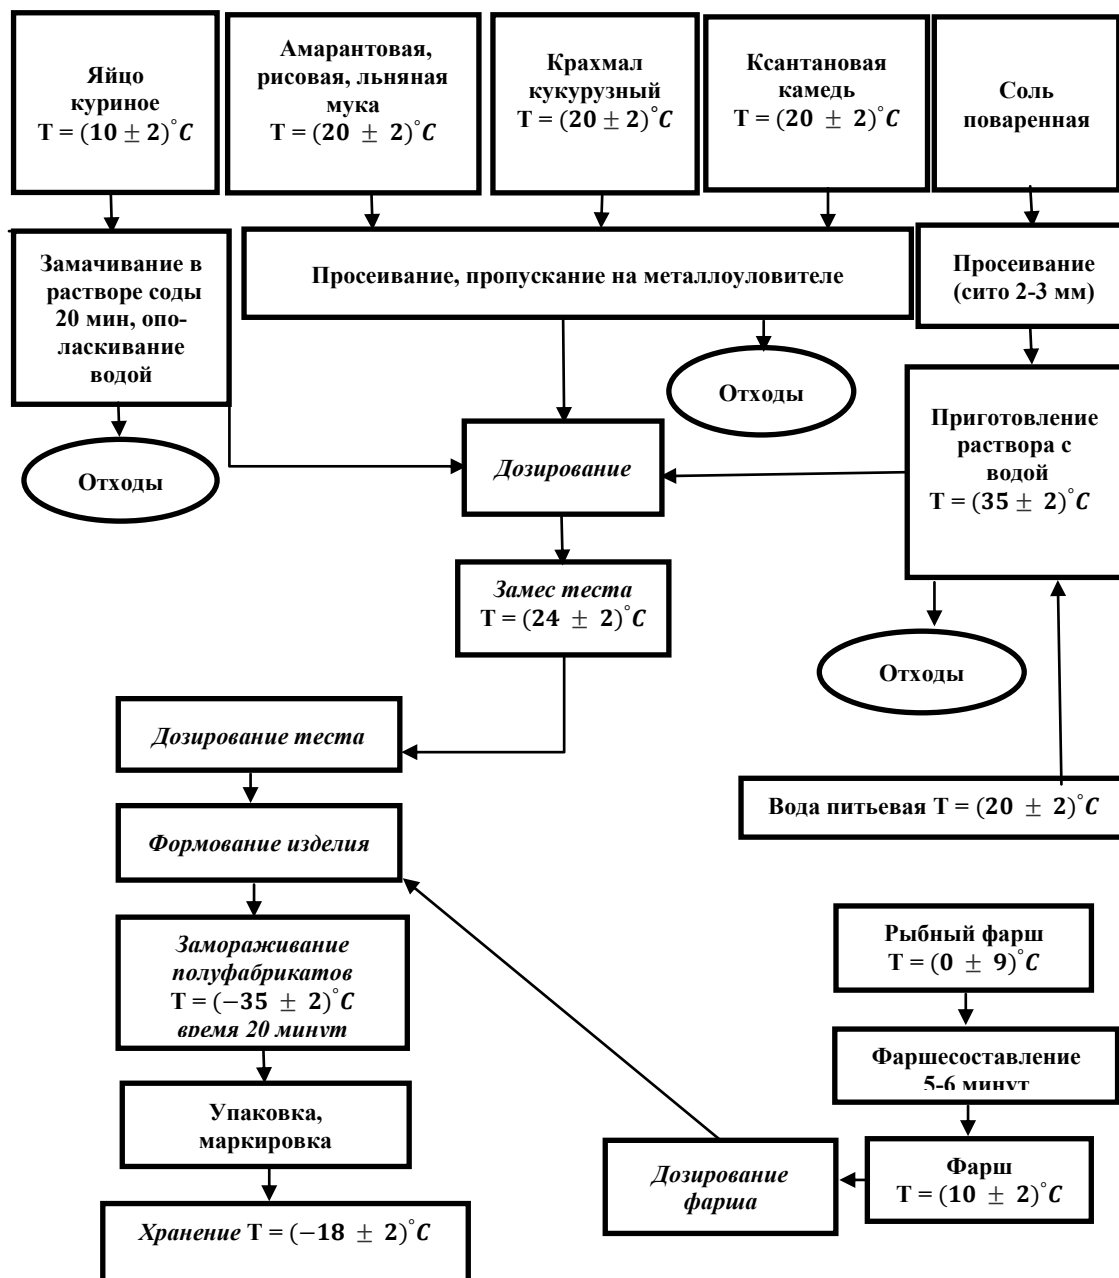 Яйцо
куриное
T = (10 ± 2)°C
Амарантовая,
рисовая, льняная
мука
T = (20 ± 2)°C
Крахмал
кукурузный
T = (20 ± 2)°C
Ксантановая
камедь
T = (20 ± 2)°C
Соль
поваренная
Замачивание в
растворе соды
20 мин, опо-
ласкивание
водой
Просеивание, пропускание на металлоуловителе
Просеивание
(сито 2-3 мм)
Отходы
Отходы
Дозирование
Приготовление
раствора с
водой
T = (35 ± 2)°C
Замес теста
T = (24 ± 2)°C
Отходы
Дозирование теста
Вода питьевая T = (20 ± 2)°C
Формование изделия
Замораживание
полуфабрикатов
T = (−35 ± 2)°C
время 20 минут
Рыбный фарш
T = (0 ± 9)°C
Фаршесоставление
5-6 минут
Упаковка,
маркировка
Дозирование
фарша
Фарш
T = (10 ± 2)°C
Хранение T = (−18 ± 2)°C